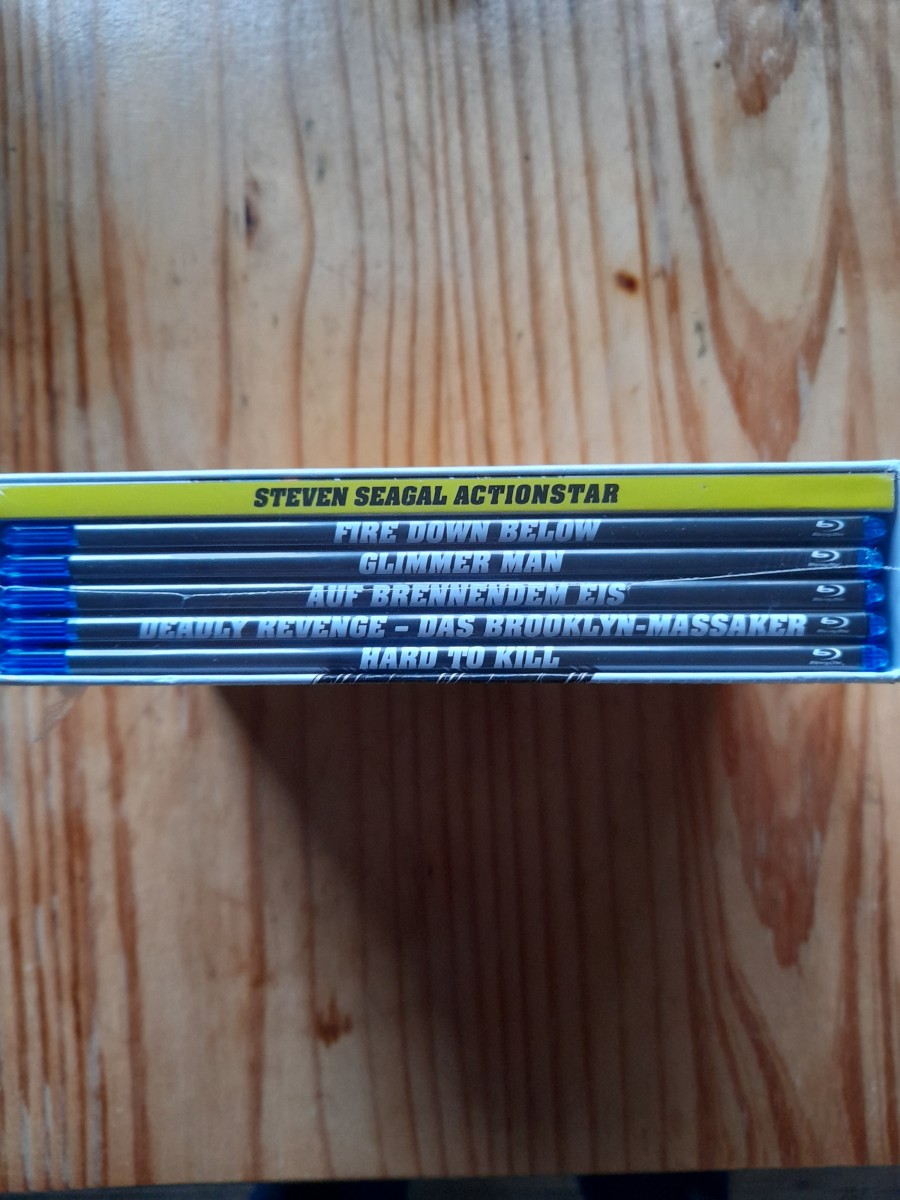 STEVEN SEAGAL ACTIONSTAR
FIRE DOWN BELOW
GLIMMER MAN
AUF BRENNENDEM EIS
DEADLY REVENGE – DAS BROOKLYN-MASSAKER
HARD TO KILL